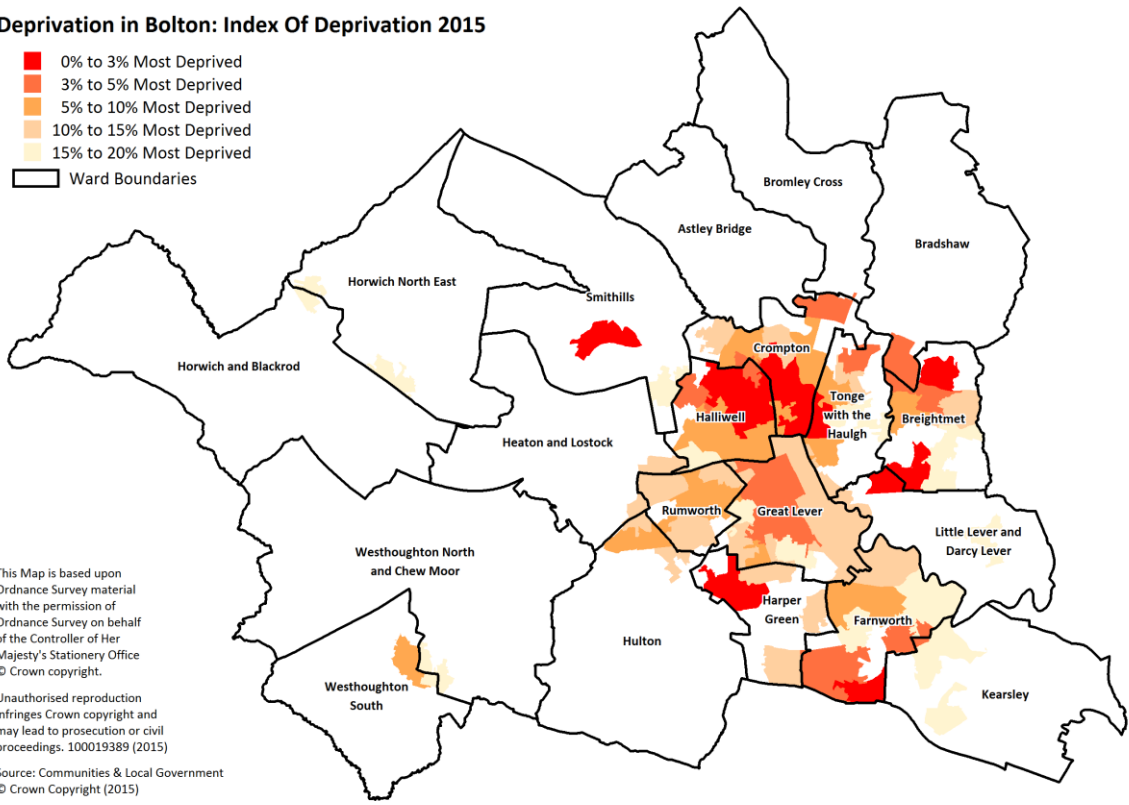 Deprivation in Bolton: Index Of Deprivation 2015
0% to 3% Most Deprived
3% to 5% Most Deprived
5% to 10% Most Deprived
10% to 15% Most Deprived
15% to 20% Most Deprived
Ward Boundaries
Bromley Cross
Astley Bridge
Bradshaw
Horwich North East
Smithills
Crompton
Horwich and Blackrod
Tonge
with the
Haulgh
Halliwell
Breightmet
Heaton and Lostock
Rumworth
Great Lever
Little Lever and
Darcy Lever
Westhoughton North
and Chew Moor
Harper
Green
Farnworth
Hulton
Westhoughton
South
Kearsley
This Map is based upon
Ordnance Survey material
with the permission of
Ordnance Survey on behalf
of the Controller of Her
Majesty's Stationery Office
© Crown copyright.
Unauthorised reproduction
infringes Crown copyright and
may lead to prosecution or civil
proceedings. 100019389 (2015)
Source: Communities & Local Government
© Crown Copyright (2015)